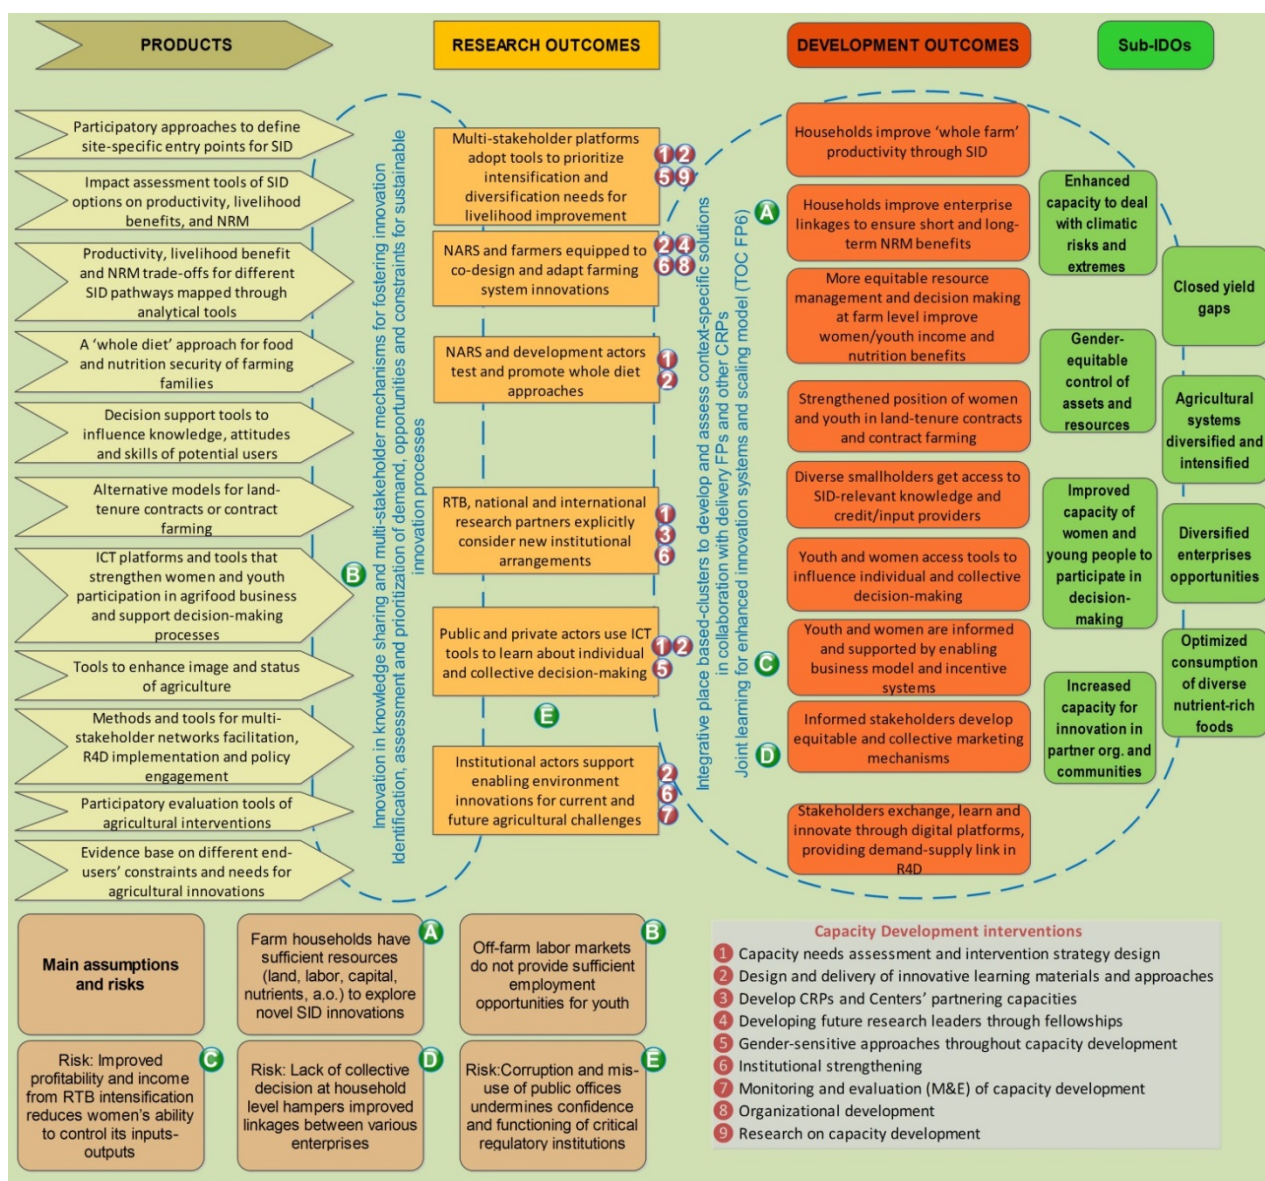 PRODUCTS
RESEARCH OUTCOMES
DEVELOPMENT OUTCOMES
Sub-IDOs
Participatory approaches to define
site-specific entry points for SID
Impact assessment tools of SID
options on productivity, livelihood
benefits, and NRM
Productivity, livelihood benefit
and NRM trade-offs for different
SID pathways mapped through
analytical tools
A ‘whole diet’ approach for food
and nutrition security of farming
families
Decision support tools to
influence knowledge, attitudes
and skills of potential users
Alternative models for land-
tenure contracts or contract
farming
ICT platforms and tools that
strengthen women and youth
participation in agrifood business
and support decision-making
processes
B
Tools to enhance image and status
of agriculture
Methods and tools for multi-
stakeholder networks facilitation,
R4D implementation and policy
engagement
Participatory evaluation tools of
agricultural interventions
Evidence base on different end-
users’ constraints and needs for
agricultural innovations
Innovation in knowledge sharing and multi-stakeholder mechanisms for fostering innovation
Identification, assessment and prioritization of demand, opportunities and constraints for sustainable
innovation processes
Multi-stakeholder platforms
adopt tools to prioritize
intensification and
diversification needs for
livelihood improvement
1 2
5 9
NARS and farmers equipped to
co-design and adapt farming
system innovations
2 4
6 8
NARS and development actors
test and promote whole diet
approaches
1
2
RTB, national and international
research partners explicitly
consider new institutional
arrangements
1
3
6
Public and private actors use ICT
tools to learn about individual
and collective decision-making
1 2
5
E
Institutional actors support
enabling environment
innovations for current and
future agricultural challenges
2
6
7
Integrative place based-clusters to develop and assess context-specific solutions
in collaboration with delivery FPs and other CRPs
Joint learning for enhanced innovation systems and scaling model (TOC FP6)
A
C
D
Households improve ‘whole farm’
productivity through SID
Households improve enterprise
linkages to ensure short and long-
term NRM benefits
More equitable resource
management and decision making
at farm level improve
women/youth income and
nutrition benefits
Strengthened position of women
and youth in land-tenure contracts
and contract farming
Diverse smallholders get access to
SID-relevant knowledge and
credit/input providers
Youth and women access tools to
influence individual and collective
decision-making
Youth and women are informed
and supported by enabling
business model and incentive
systems
Informed stakeholders develop
equitable and collective marketing
mechanisms
Stakeholders exchange, learn and
innovate through digital platforms,
providing demand-supply link in
R4D
Enhanced
capacity to deal
with climatic
risks and
extremes
Gender-
equitable
control of
assets and
resources
Improved
capacity of
women and
young people to
participate in
decision-
making
Increased
capacity for
innovation in
partner org. and
communities
Closed yield
gaps
Agricultural
systems
diversified and
intensified
Diversified
enterprises
opportunities
Optimized
consumption
of diverse
nutrient-rich
foods
Main assumptions
and risks
A
Farm households have
sufficient resources
(land, labor, capital,
nutrients, a.o.) to explore
novel SID innovations
B
Off-farm labor markets
do not provide sufficient
employment
opportunities for youth
C
Risk: Improved
profitability and income
from RTB intensification
reduces women’s ability
to control its inputs-
outputs
D
Risk: Lack of collective
decision at household
level hampers improved
linkages between various
enterprises
E
Risk:Corruption and mis-
use of public offices
undermines confidence
and functioning of critical
regulatory institutions
Capacity Development interventions
1 Capacity needs assessment and intervention strategy design
2 Design and delivery of innovative learning materials and approaches
3 Develop CRPs and Centers’ partnering capacities
4 Developing future research leaders through fellowships
5 Gender-sensitive approaches throughout capacity development
6 Institutional strengthening
7 Monitoring and evaluation (M&E) of capacity development
8 Organizational development
9 Research on capacity development